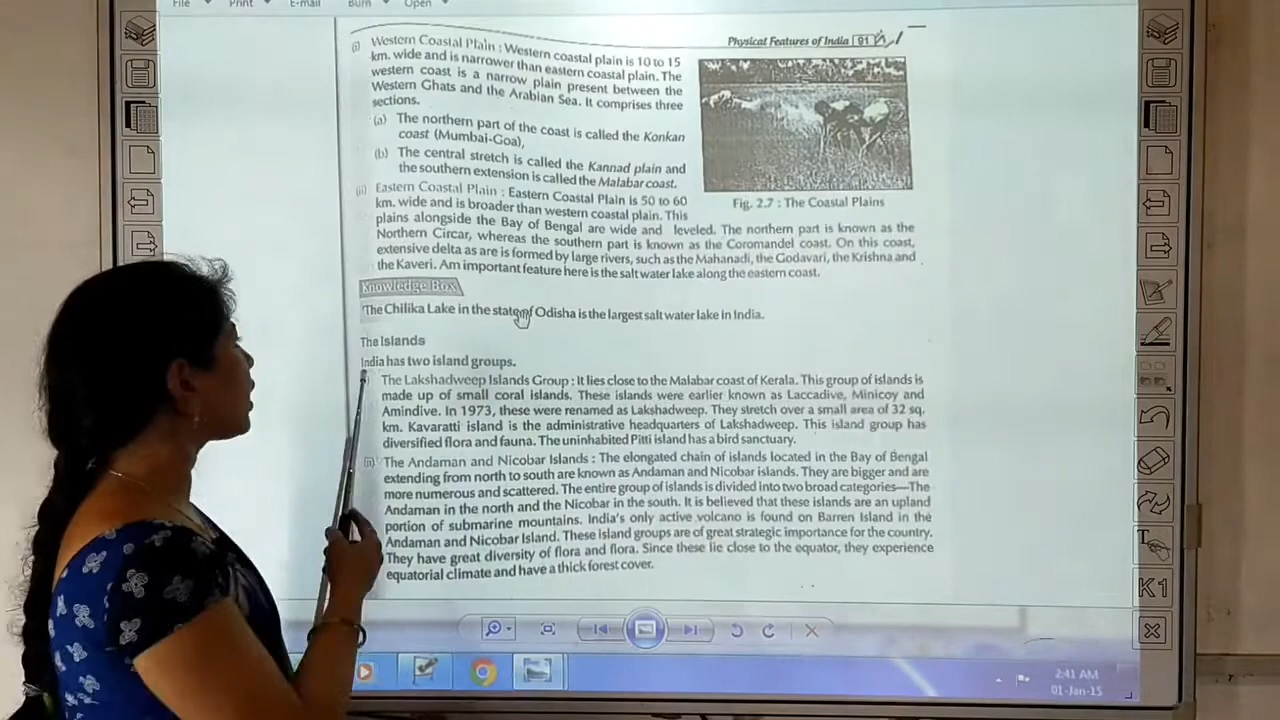 File Print E-mail Burn Open
Physical Features of India 91
(i) Western Coastal Plain : Western coastal plain is 10 to 15
km. wide and is narrower than eastern coastal plain. The
western coast is a narrow plain present between the
Western Ghats and the Arabian Sea. It comprises three
sections.
(a) The northern part of the coast is called the Konkan
coast (Mumbai-Goa),
(b) The central stretch is called the Kannad plain and
the southern extension is called the Malabar coast.
(ii) Eastern Coastal Plain : Eastern Coastal Plain is 50 to 60
km. wide and is broader than western coastal plain. This
plains alongside the Bay of Bengal are wide and leveled. The northern part is known as the
Northern Circar, whereas the southern part is known as the Coromandel coast. On this coast,
extensive delta as are is formed by large rivers, such as the Mahanadi, the Godavari, the Krishna and
the Kaveri. Am important feature here is the salt water lake along the eastern coast.
Fig. 2.7 : The Coastal Plains
Knowledge Box
The Chilika Lake in the state of Odisha is the largest salt water lake in India.
The Islands
India has two island groups.
The Lakshadweep Islands Group : It lies close to the Malabar coast of Kerala. This group of islands is
made up of small coral islands. These islands were earlier known as Laccadive, Minicoy and
Amindive. In 1973, these were renamed as Lakshadweep. They stretch over a small area of 32 sq.
km. Kavaratti island is the administrative headquarters of Lakshadweep. This island group has
diversified flora and fauna. The uninhabited Pitti island has a bird sanctuary.
(ii) The Andaman and Nicobar Islands : The elongated chain of islands located in the Bay of Bengal
extending from north to south are known as Andaman and Nicobar islands. They are bigger and are
more numerous and scattered. The entire group of islands is divided into two broad categories—The
Andaman in the north and the Nicobar in the south. It is believed that these islands are an upland
portion of submarine mountains. India's only active volcano is found on Barren Island in the
Andaman and Nicobar Island. These island groups are of great strategic importance for the country.
They have great diversity of flora and flora. Since these lie close to the equator, they experience
equatorial climate and have a thick forest cover.
T
K1
2:41 AM
01-Jan-15